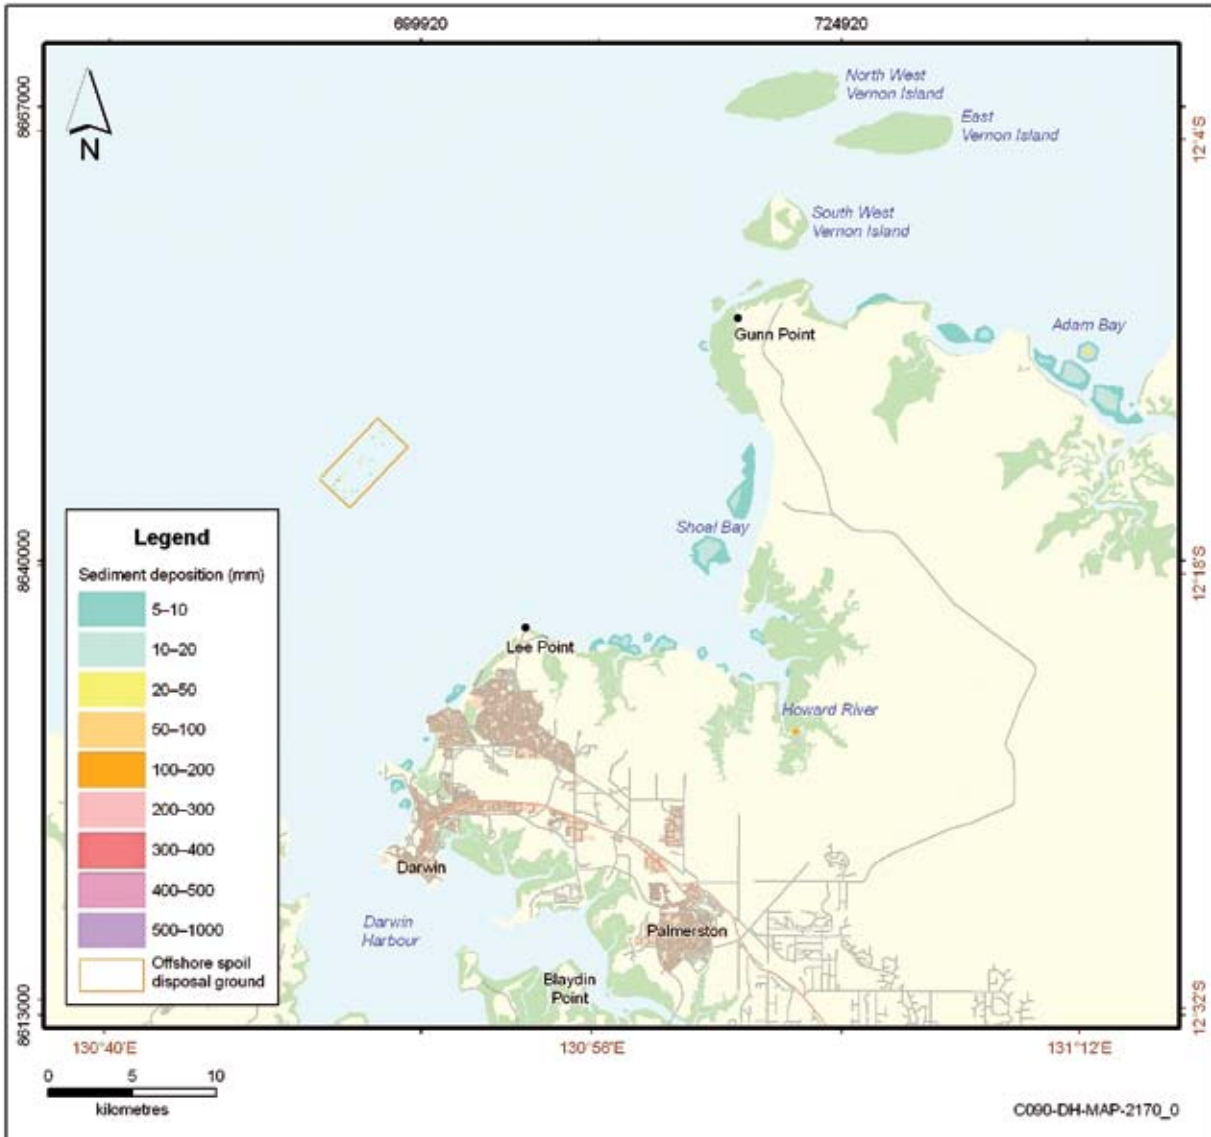 699920
724920
8667000
8640000
8613000
12°4'S
12°18'S
12°32'S
N
North West
Vernon Island
East
Vernon Island
South West
Vernon Island
Gunn Point
Adam Bay
Shoal Bay
Lee Point
Howard River
Darwin
Darwin
Harbour
Palmerston
Blaydin
Point
Legend
Sediment deposition (mm)
5–10
10–20
20–50
50–100
100–200
200–300
300–400
400–500
500–1000
Offshore spoil
disposal ground
130°40'E
130°56'E
131°12'E
0 5 10
kilometres
C090-DH-MAP-2170_0